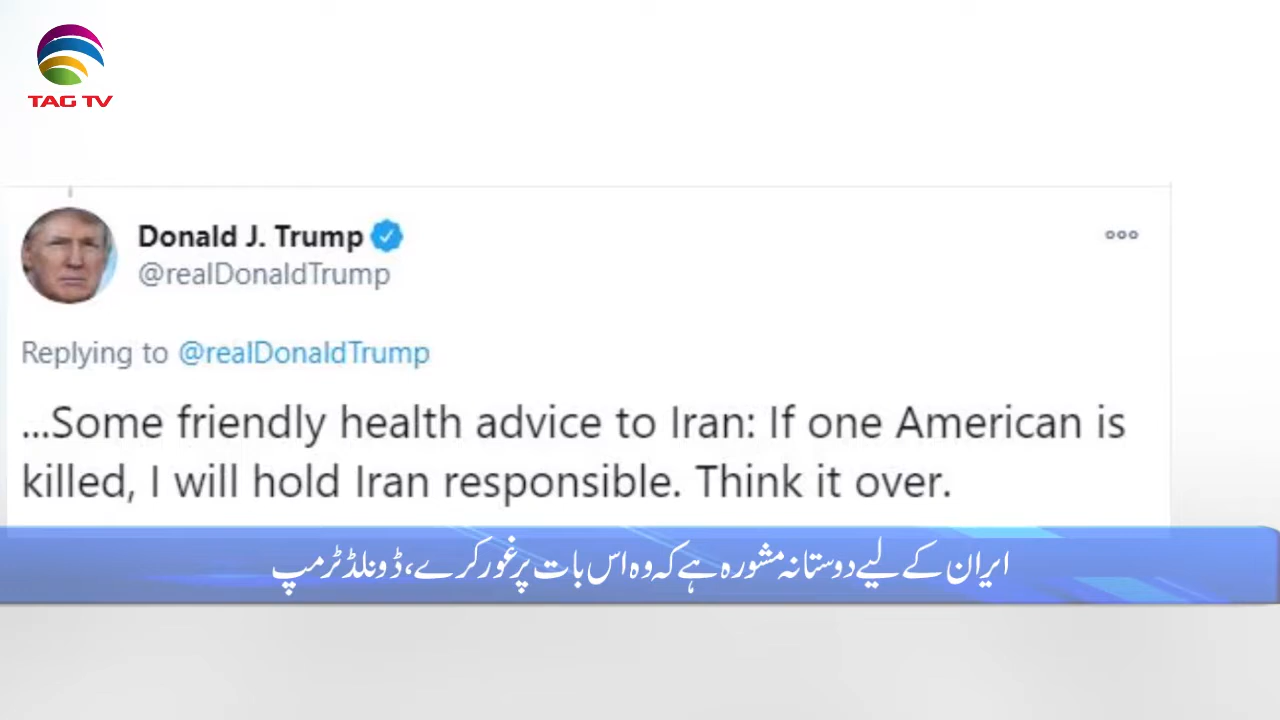 TAG TV
Donald J. Trump
@realDonaldTrump
Replying to @realDonaldTrump
...Some friendly health advice to Iran: If one American is
killed, I will hold Iran responsible. Think it over.
ایران کے لیے دوستانہ مشورہ ہے کہ وہ اس بات پر غور کرے، ڈونلڈ ٹرمپ